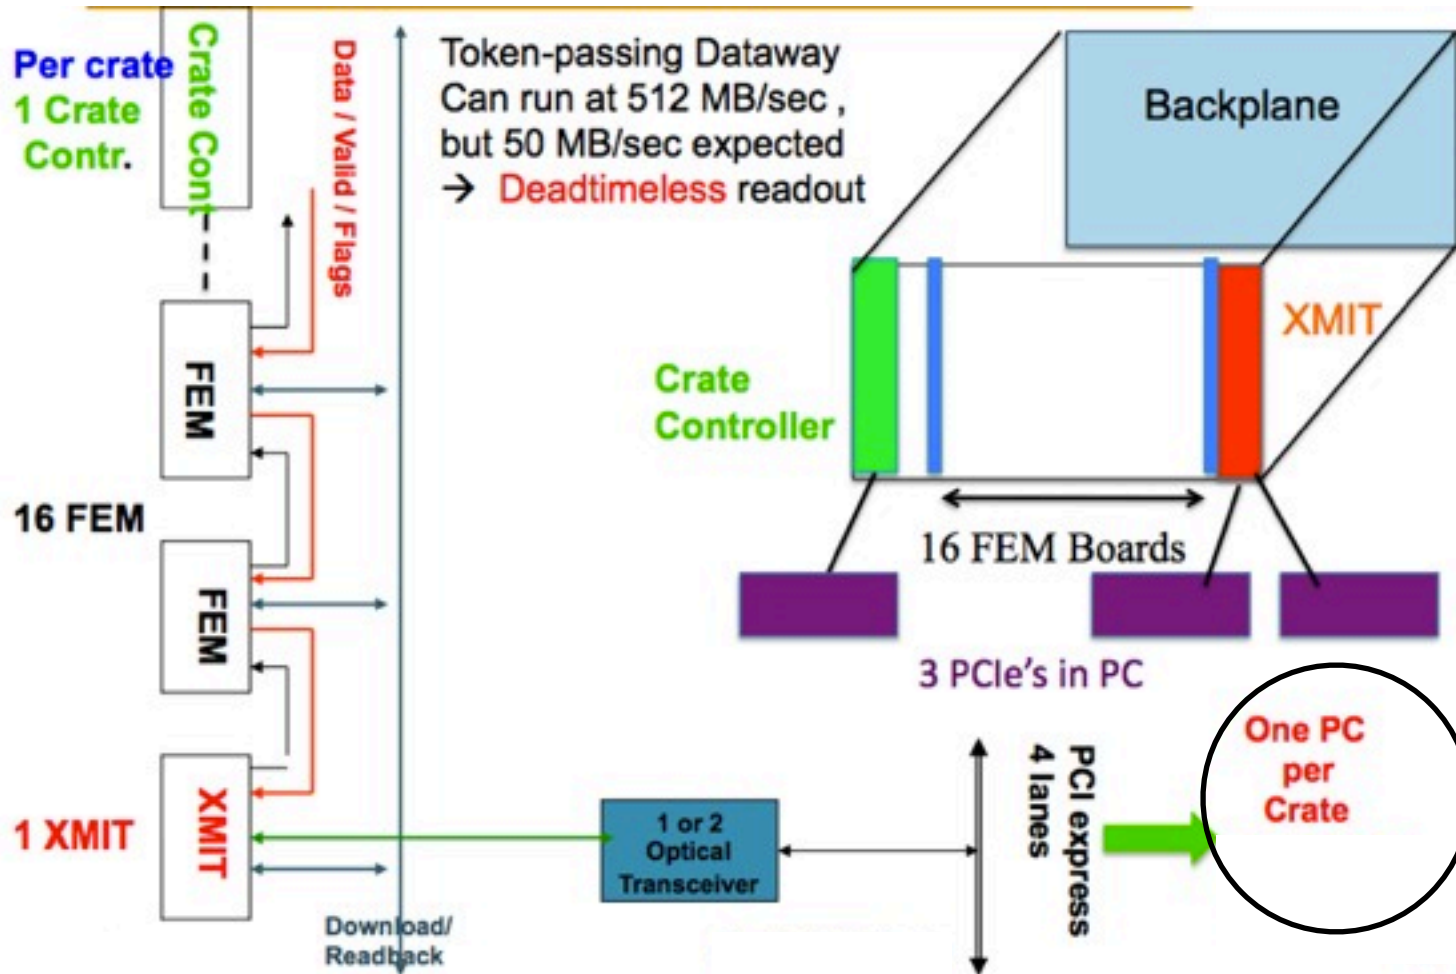 Per crate
1 Crate
Contr.
Crate Cont
Data / Valid / Flags
Token-passing Dataway
Can run at 512 MB/sec ,
but 50 MB/sec expected
→ Deadtimeless readout
Backplane
XMIT
Crate
Controller
FEM
16 FEM
16 FEM Boards
FEM
3 PCIe's in PC
One PC
per
Crate
PCI express
4 lanes
1 XMIT
XMIT
1 or 2
Optical
Transceiver
Download/
Readback